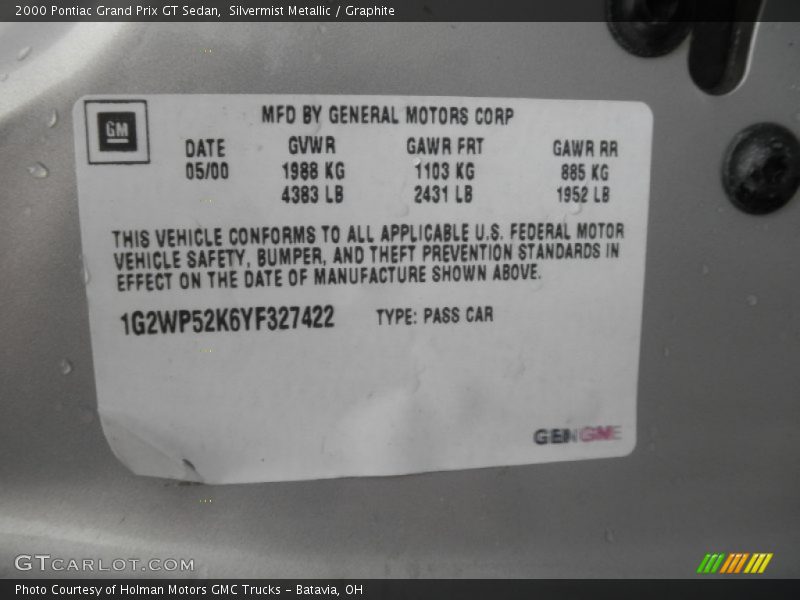 2000 Pontiac Grand Prix GT Sedan, Silvermist Metallic / Graphite
MFD BY GENERAL MOTORS CORP
GM
DATE GVWR GAWR FRT GAWR RR
05/00 1988 KG 1103 KG 885 KG
4383 LB 2431 LB 1952 LB
THIS VEHICLE CONFORMS TO ALL APPLICABLE U.S. FEDERAL MOTOR
VEHICLE SAFETY, BUMPER, AND THEFT PREVENTION STANDARDS IN
EFFECT ON THE DATE OF MANUFACTURE SHOWN ABOVE.
1G2WP52K6YF327422 TYPE: PASS CAR
GENGME
GTCARLOT.COM
Photo Courtesy of Holman Motors GMC Trucks - Batavia, OH